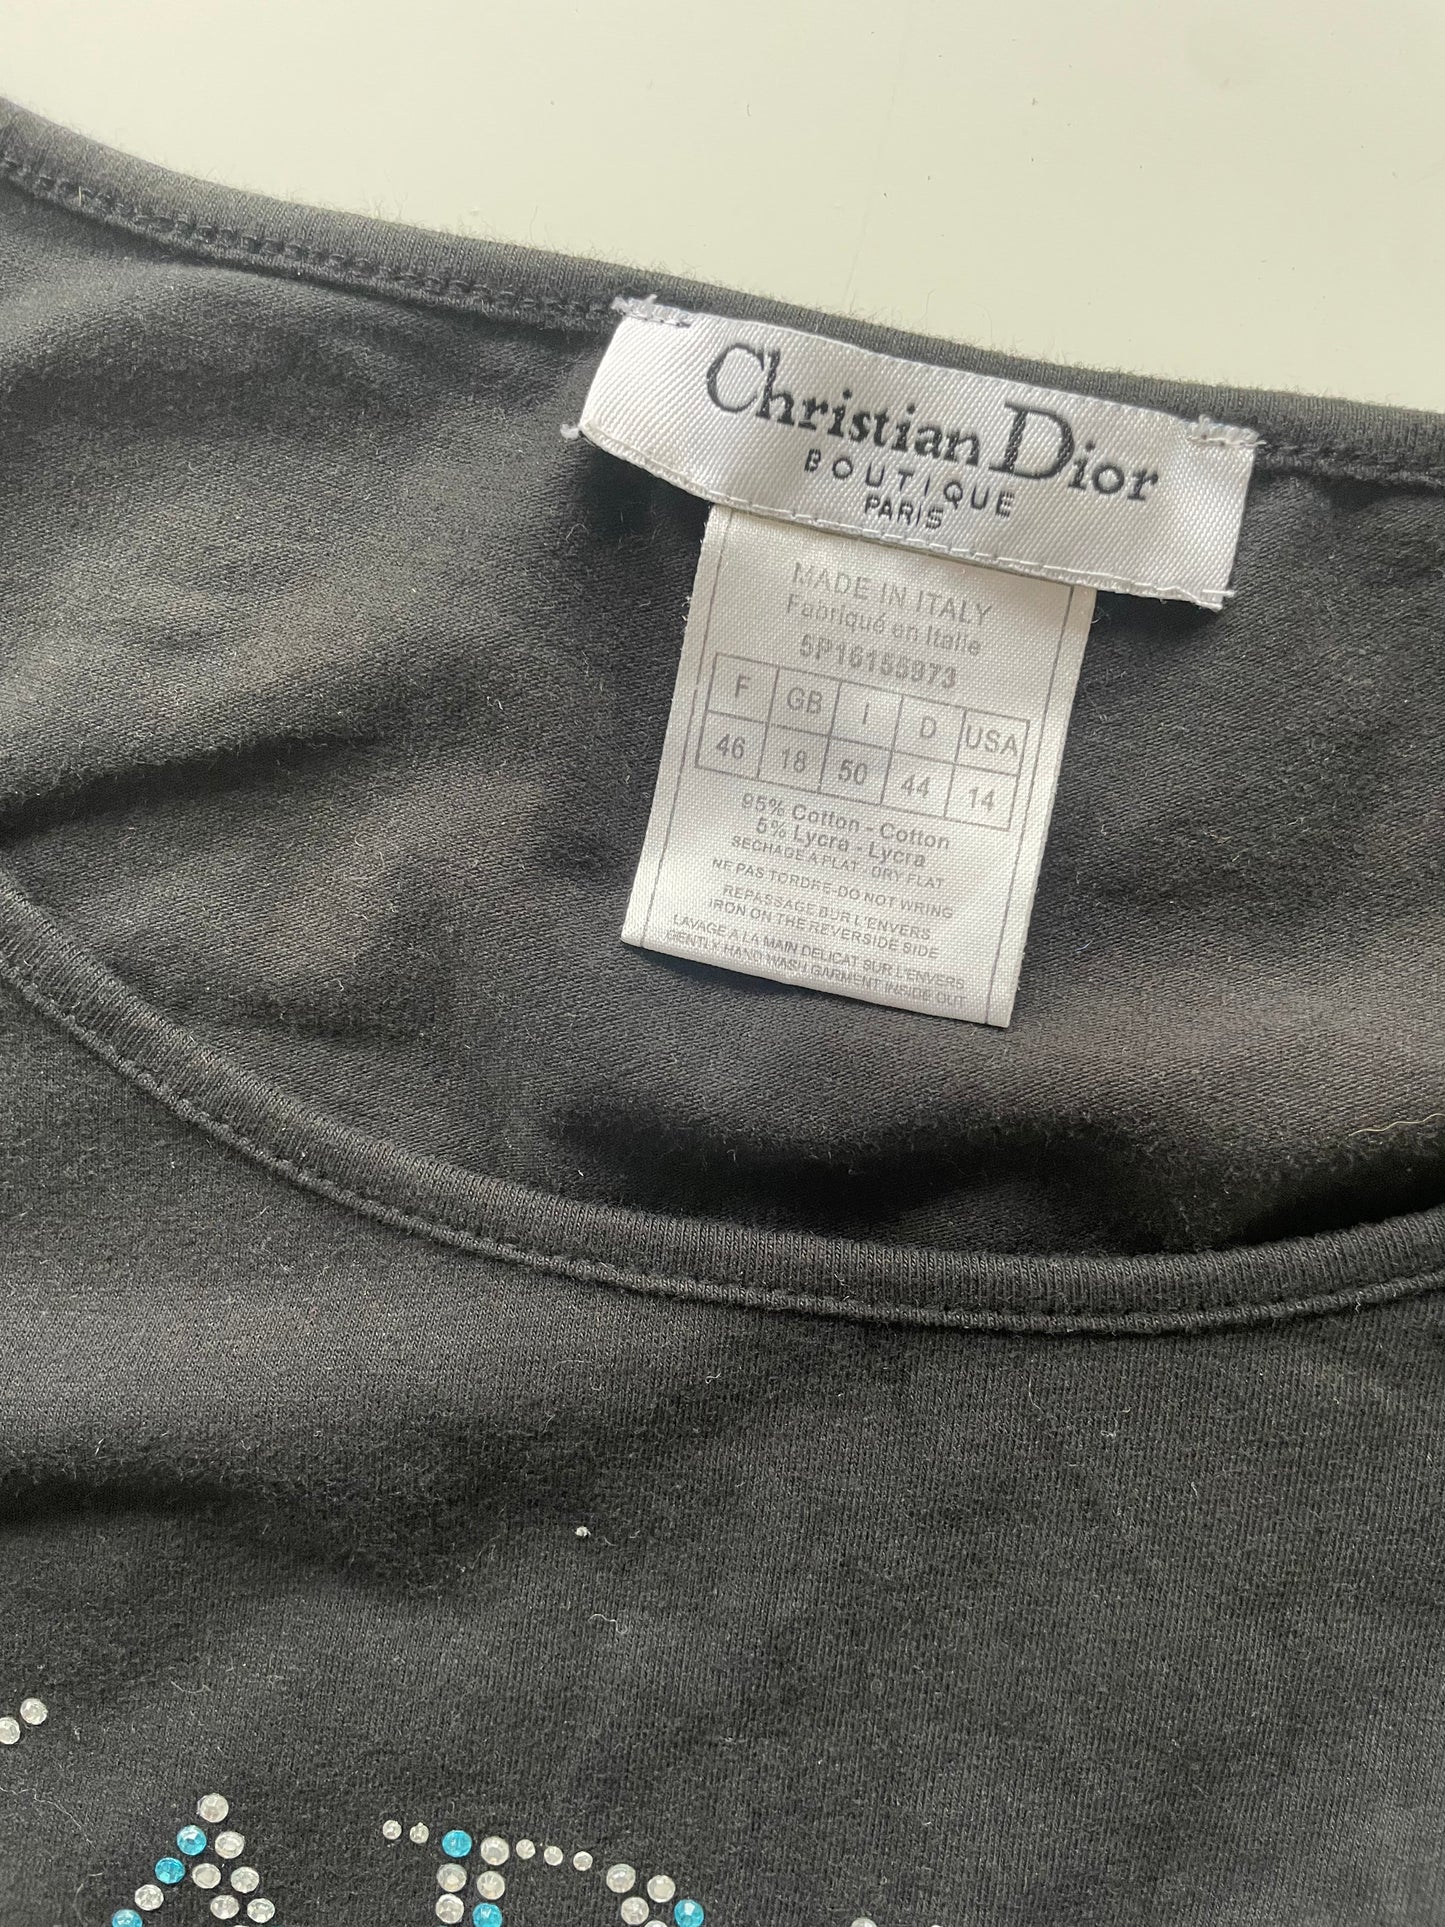 Christian Dior
BOUTIQUE
PARIS
MADE IN ITALY
Fabriqué en Italie
5P16155973
F GB I D USA
46 18 50 44 14
95% Cotton - Cotton
5% Lycra - Lycra
SECHAGE A PLAT - DRY FLAT
NE PAS TORDRE-DO NOT WRING
REPASSAGE SUR L'ENVERS
IRON ON THE REVERSIDE SIDE
LAVAGE A LA MAIN DELICAT SUR L'ENVERS
GENTLY HAND WASH GARMENT INSIDE OUT